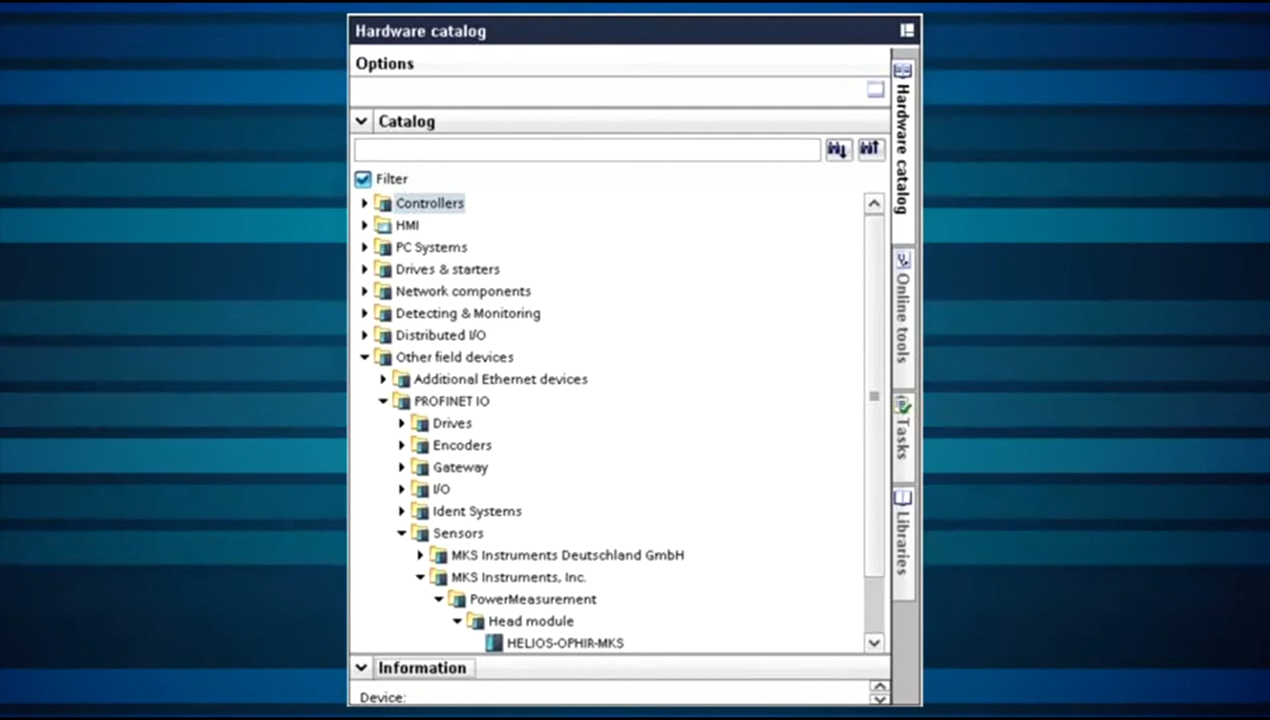 Hardware catalog
Options
Catalog
Filter
Controllers
HMI
PC Systems
Drives & starters
Network components
Detecting & Monitoring
Distributed I/O
Other field devices
Additional Ethernet devices
PROFINET IO
Drives
Encoders
Gateway
I/O
Ident Systems
Sensors
MKS Instruments Deutschland GmbH
MKS Instruments, Inc.
PowerMeasurement
Head module
HELIOS-OPHIR-MKS
Information
Device:
Hardware catalog
Online tools
Tasks
Libraries